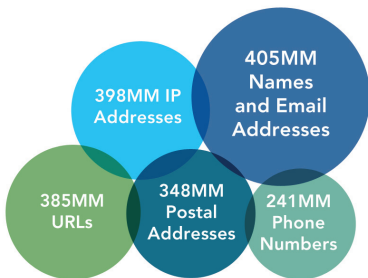 405MM
Names
and Email
Addresses
398MM IP
Addresses
385MM
URLs
348MM
Postal
Addresses
241MM
Phone
Numbers